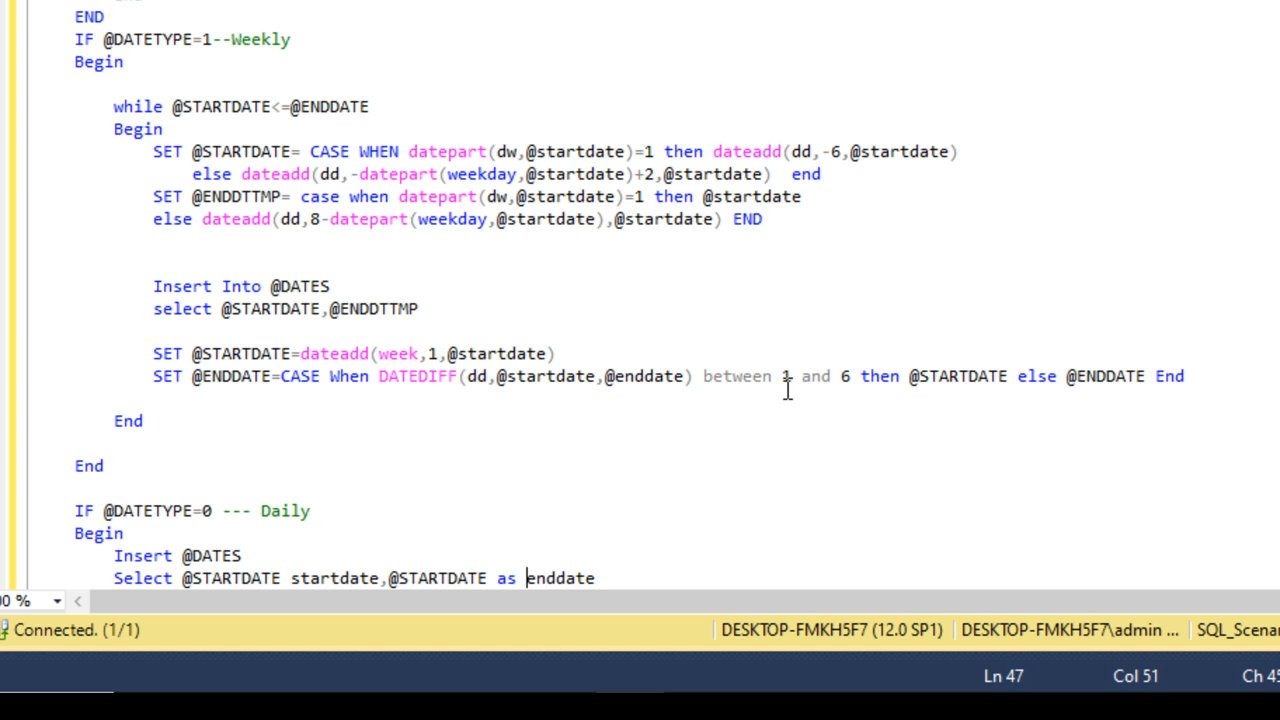 END
IF @DATETYPE=1--Weekly
Begin
while @STARTDATE<=@ENDDATE
Begin
SET @STARTDATE= CASE WHEN datepart(dw,@startdate)=1 then dateadd(dd,-6,@startdate)
else dateadd(dd,-datepart(weekday,@startdate)+2,@startdate)  end
SET @ENDDTTMP= case when datepart(dw,@startdate)=1 then @startdate
else dateadd(dd,8-datepart(weekday,@startdate),@startdate) END
Insert Into @DATES
select @STARTDATE,@ENDDTTMP
SET @STARTDATE=dateadd(week,1,@startdate)
SET @ENDDATE=CASE When DATEDIFF(dd,@startdate,@enddate) between 1 and 6 then @STARTDATE else @ENDDATE End
End
End
IF @DATETYPE=0 --- Daily
Begin
Insert @DATES
Select @STARTDATE startdate,@STARTDATE as enddate
00 %
Connected. (1/1) DESKTOP-FMKH5F7 (12.0 SP1) DESKTOP-FMKH5F7\admin ... SQL_Scena
Ln 47 Col 51 Ch 45